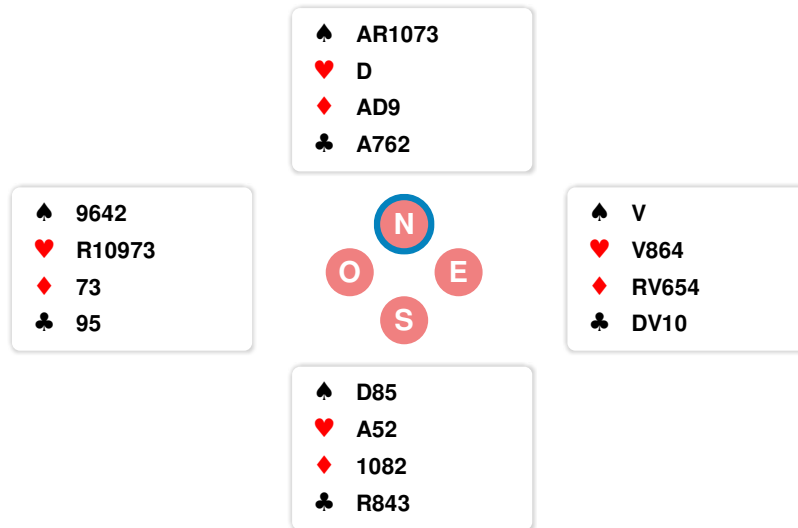 ♠ AR1073
♥ D
♦ AD9
♣ A762
♠ 9642
♥ R10973
♦ 73
♣ 95
N
O E
S
♠ V
♥ V864
♦ RV654
♣ DV10
♠ D85
♥ A52
♦ 1082
♣ R843